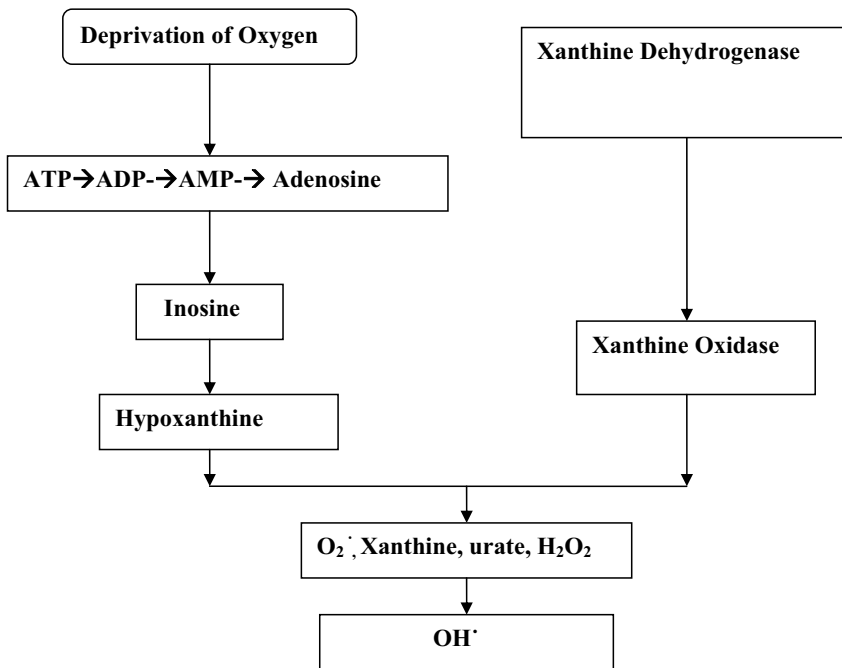 Deprivation of Oxygen
Xanthine Dehydrogenase
ATP→ADP-→AMP-→ Adenosine
Inosine
Xanthine Oxidase
Hypoxanthine
O₂˙, Xanthine, urate, H₂O₂
OH˙